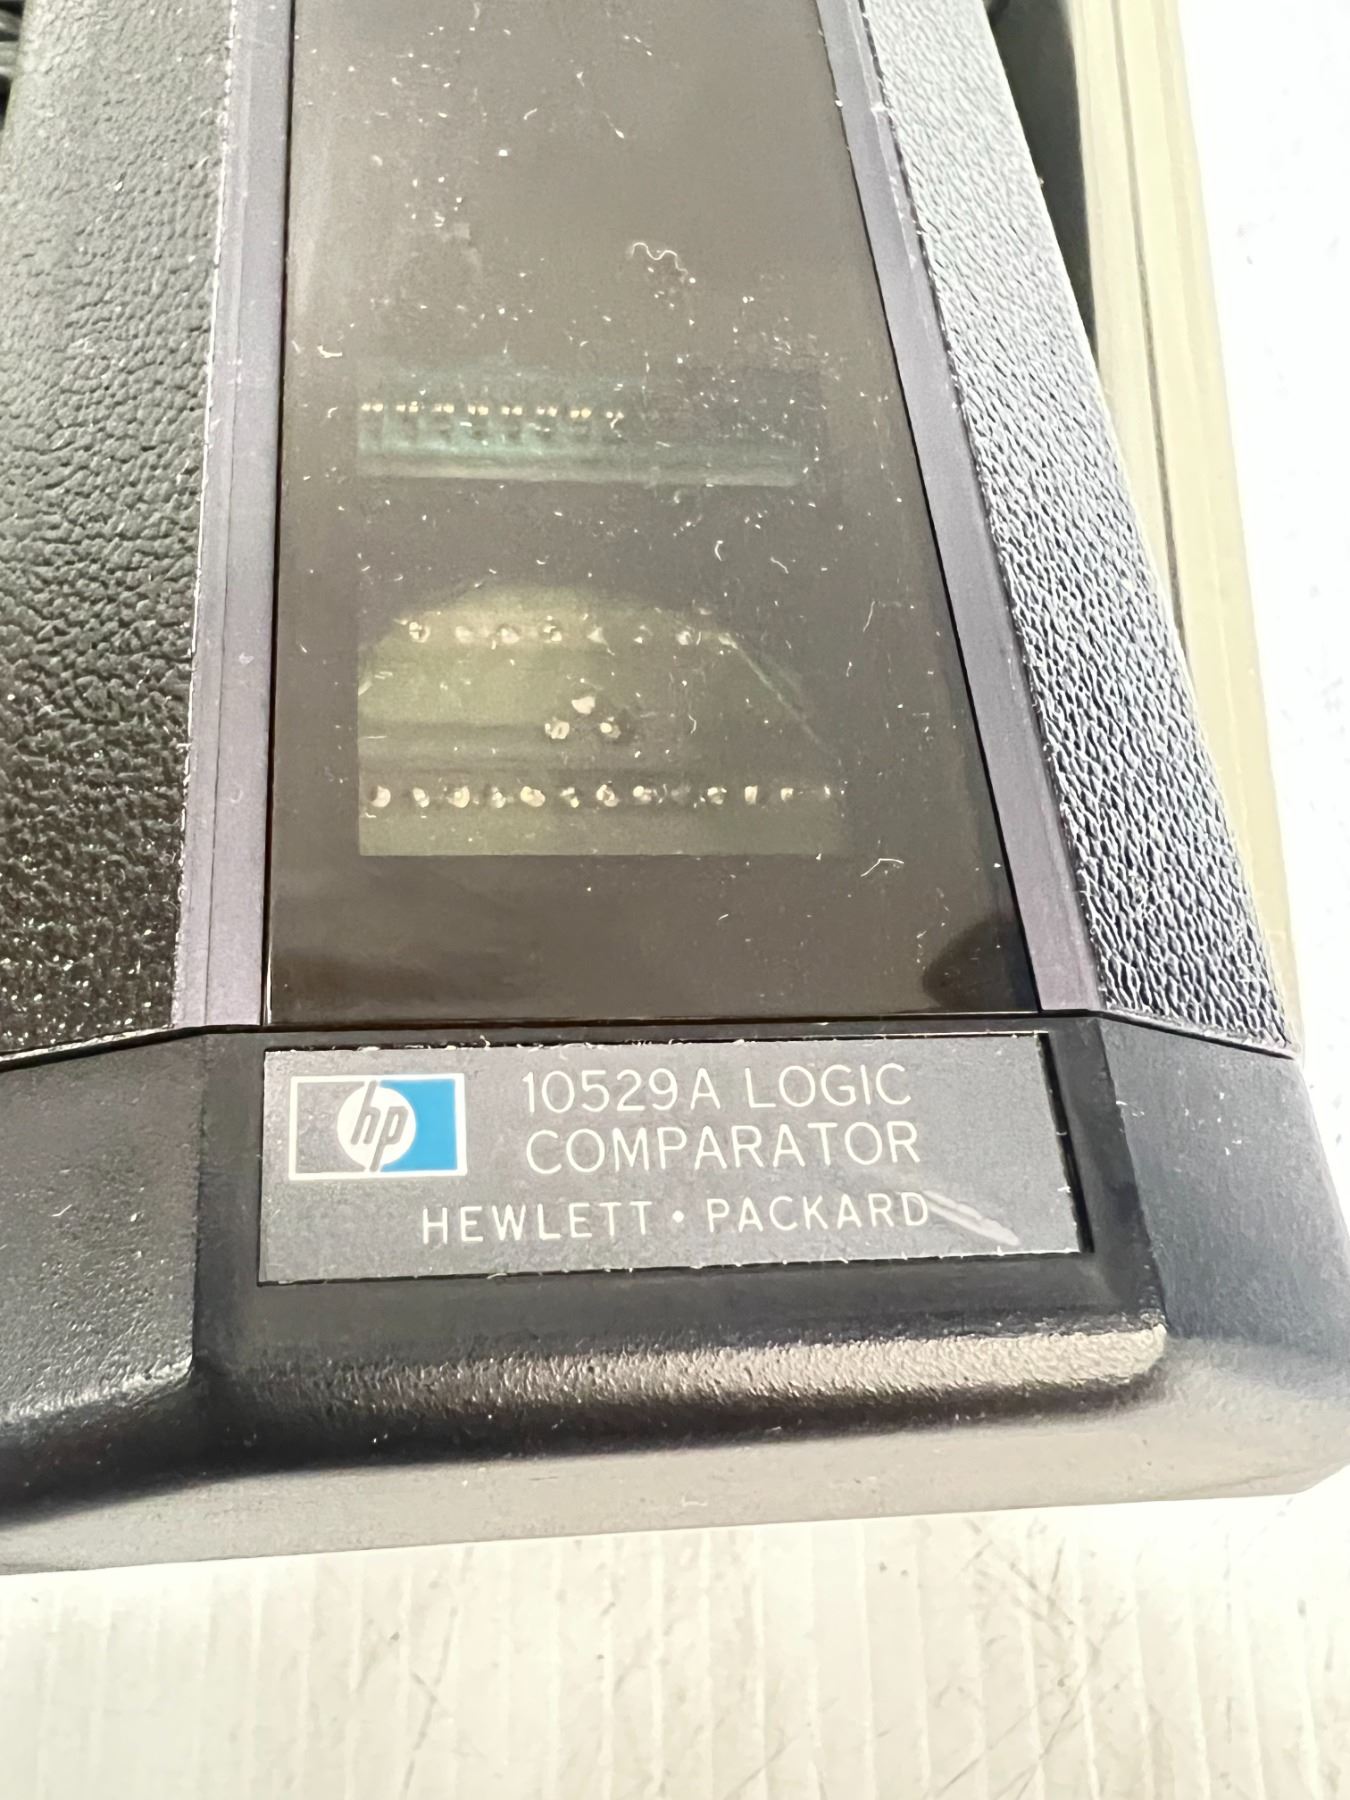 hp
10529A LOGIC
COMPARATOR
HEWLETT • PACKARD